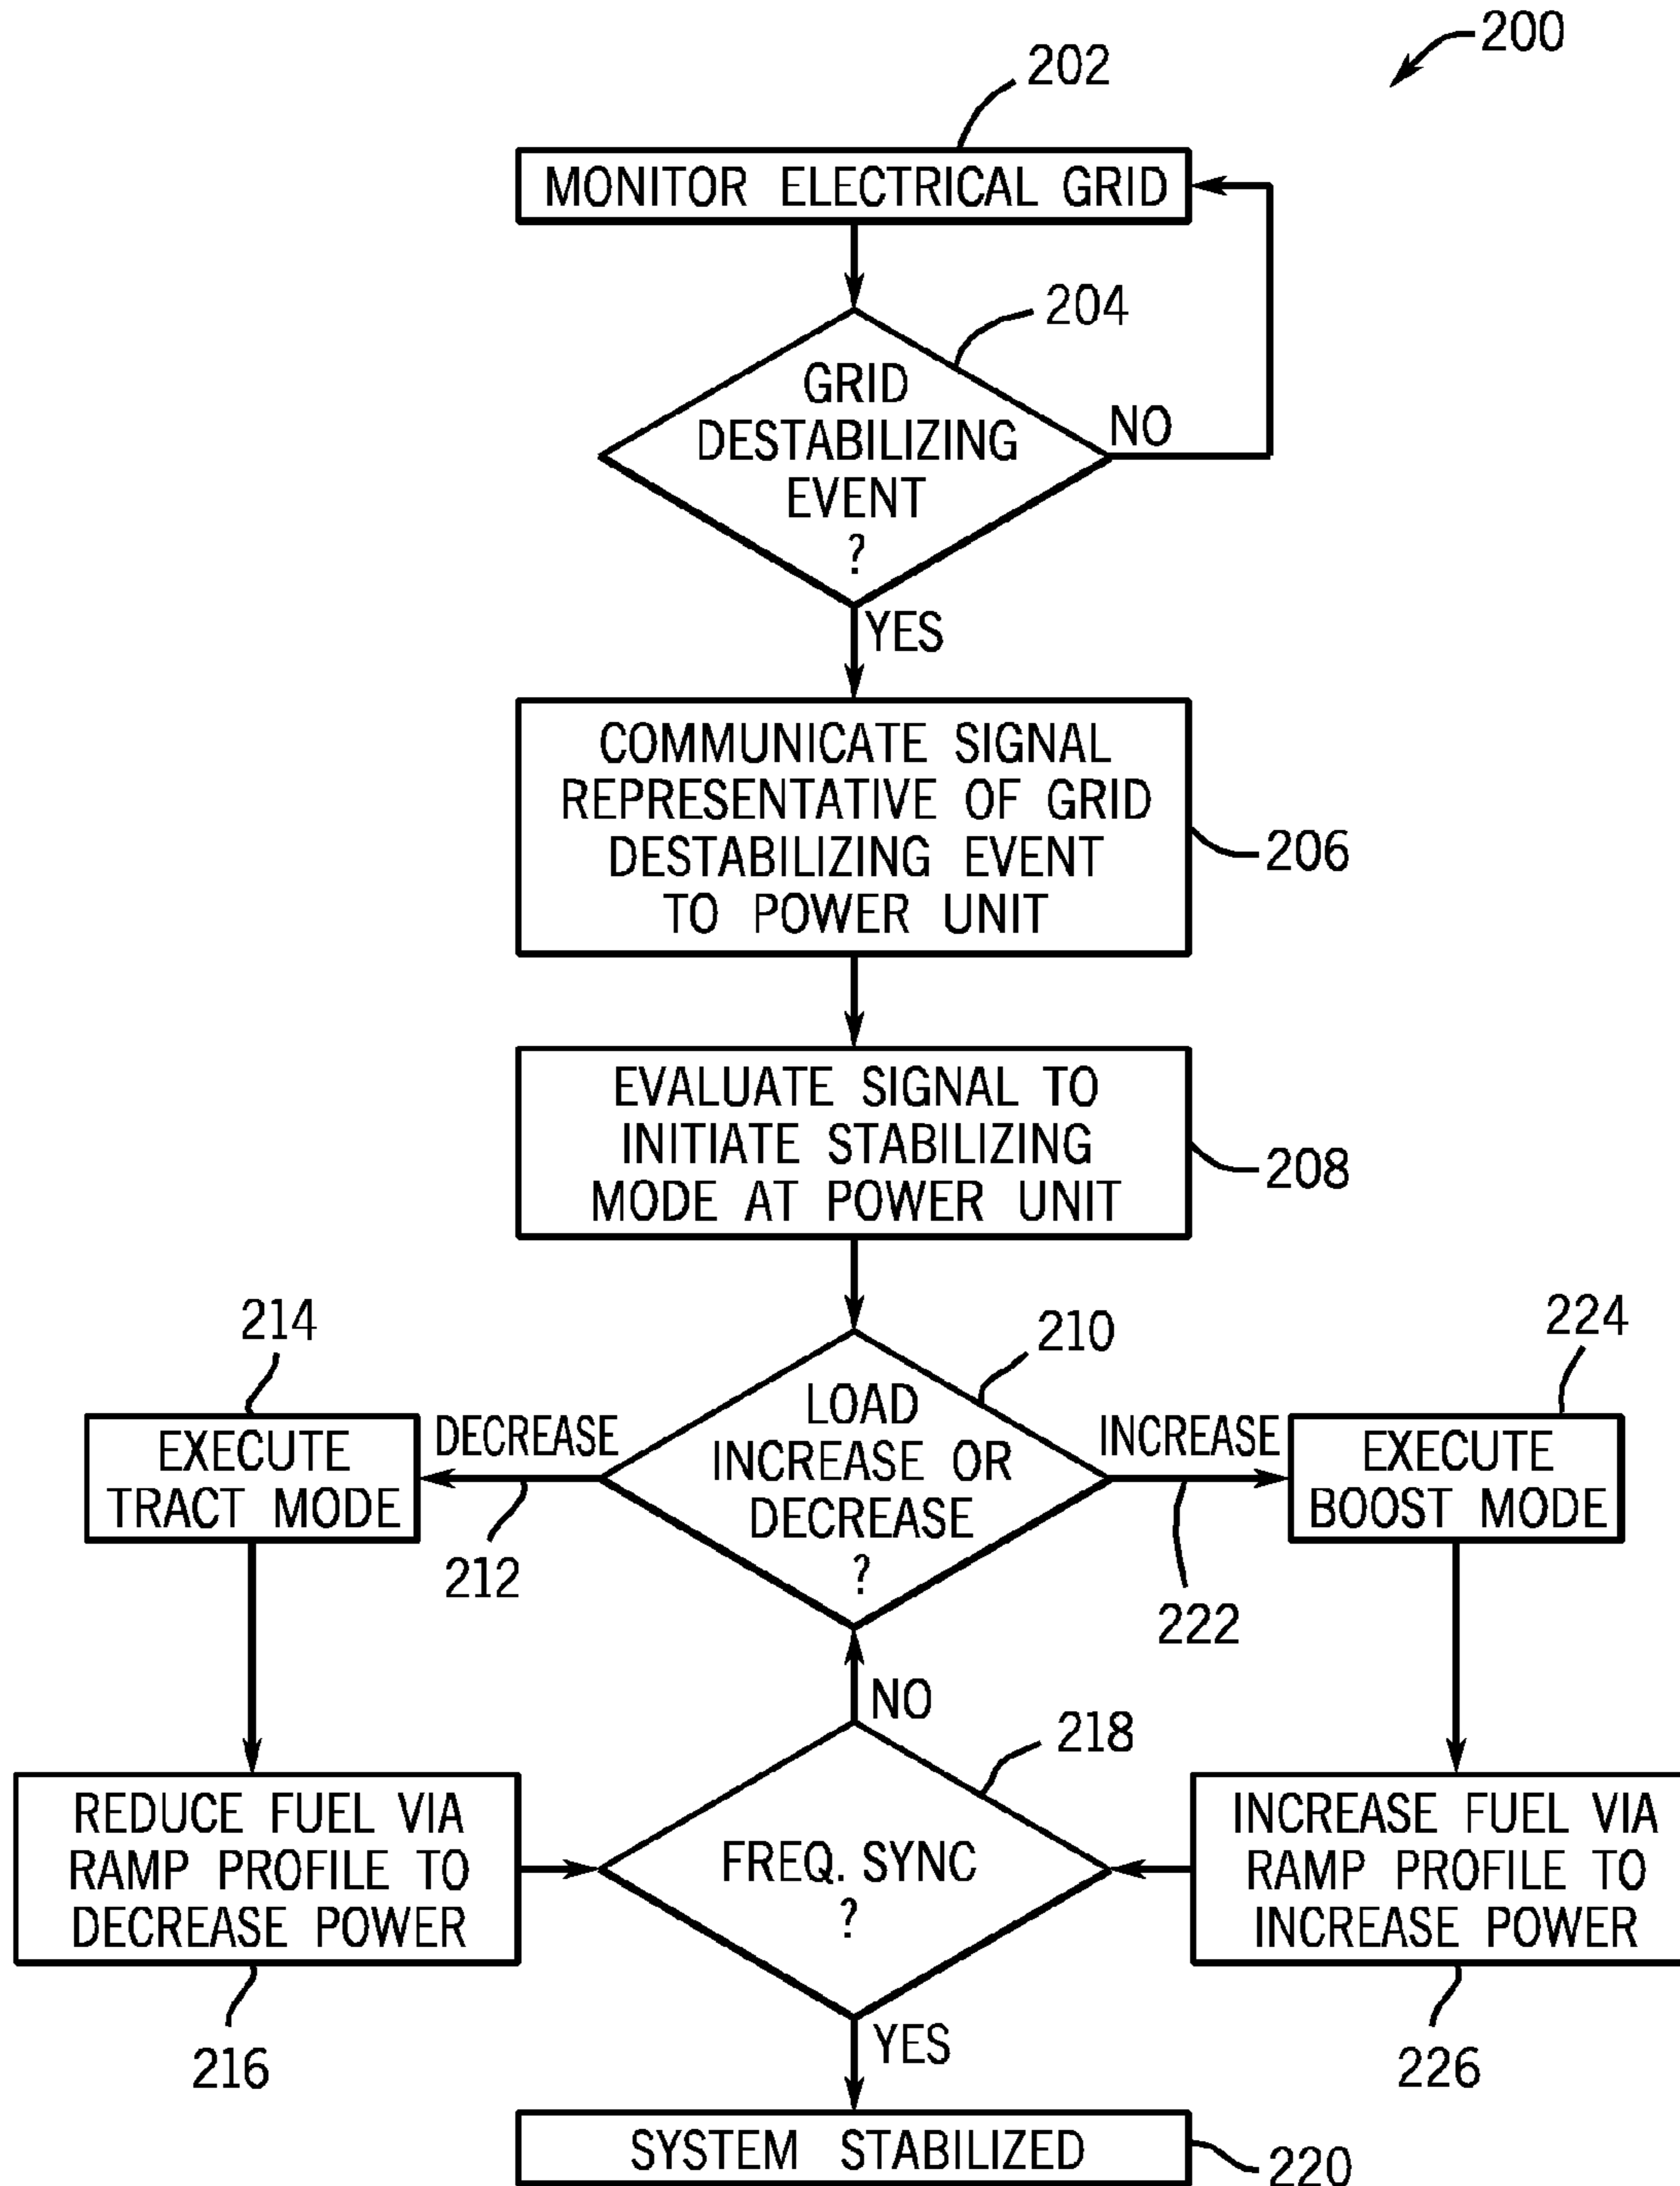 200
202
MONITOR ELECTRICAL GRID
204
GRID
DESTABILIZING
EVENT
?
NO
YES
COMMUNICATE SIGNAL
REPRESENTATIVE OF GRID
DESTABILIZING EVENT
TO POWER UNIT
206
EVALUATE SIGNAL TO
INITIATE STABILIZING
MODE AT POWER UNIT
208
214
210
224
EXECUTE
TRACT MODE
DECREASE
212
LOAD
INCREASE OR
DECREASE
?
INCREASE
222
EXECUTE
BOOST MODE
NO
218
REDUCE FUEL VIA
RAMP PROFILE TO
DECREASE POWER
216
FREQ. SYNC
?
INCREASE FUEL VIA
RAMP PROFILE TO
INCREASE POWER
226
YES
SYSTEM STABILIZED
220